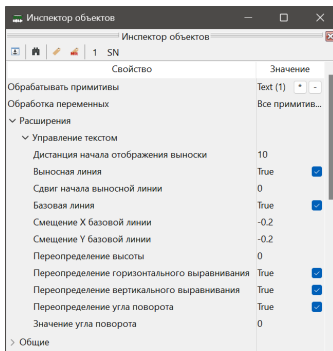 Инспектор объектов
Инспектор объектов
1 SN
Свойство Значение
Обрабатывать примитивы Text (1) * -
Обработка переменных Все примитив...
Расширения
Управление текстом
Дистанция начала отображения выноски 10
Выносная линия True
Сдвиг начала выносной линии 0
Базовая линия True
Смещение X базовой линии -0.2
Смещение Y базовой линии -0.2
Переопределение высоты 0
Переопределение горизонтального выравнивания True
Переопределение вертикального выравнивания True
Переопределение угла поворота True
Значение угла поворота 0
Общие